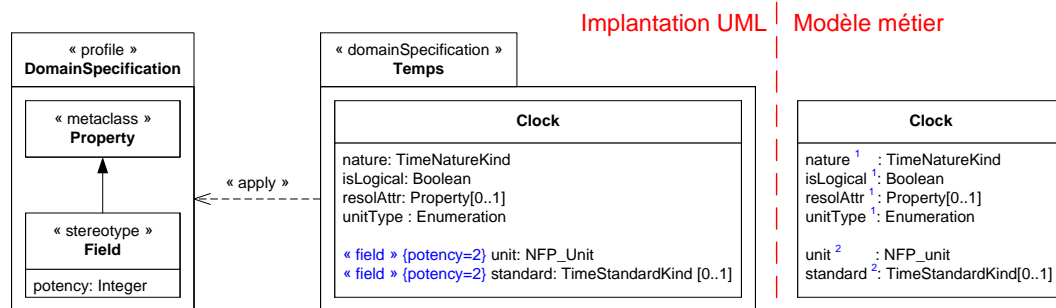 Implantation UML
Modèle métier
« profile »
DomainSpecification
« metaclass »
Property
« stereotype »
Field
potency: Integer
« apply »
« domainSpecification »
Temps
Clock
nature: TimeNatureKind
isLogical: Boolean
resolAttr: Property[0..1]
unitType : Enumeration
« field » {potency=2} unit: NFP_Unit
« field » {potency=2} standard: TimeStandardKind [0..1]
Clock
nature 1 : TimeNatureKind
isLogical 1: Boolean
resolAttr 1: Property[0..1]
unitType 1: Enumeration
unit 2 : NFP_unit
standard 2: TimeStandardKind[0..1]